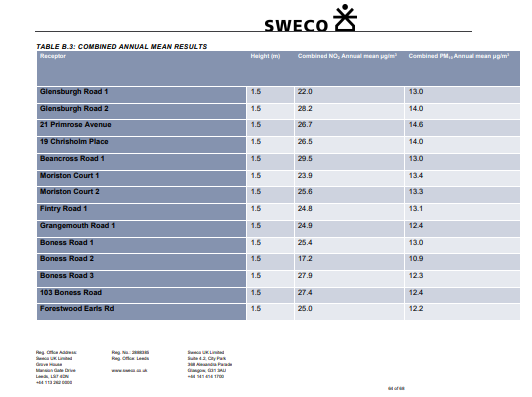 SWECO
TABLE B.3: COMBINED ANNUAL MEAN RESULTS
Receptor Height (m) Combined NO₂ Annual mean µg/m³ Combined PM₁₀ Annual mean µg/m³
Glensburgh Road 1 1.5 22.0 13.0
Glensburgh Road 2 1.5 28.2 14.0
21 Primrose Avenue 1.5 26.7 14.6
19 Chrisholm Place 1.5 26.5 14.0
Beancross Road 1 1.5 29.5 13.0
Moriston Court 1 1.5 23.9 13.4
Moriston Court 2 1.5 25.6 13.3
Fintry Road 1 1.5 24.8 13.1
Grangemouth Road 1 1.5 24.9 12.4
Boness Road 1 1.5 25.4 13.0
Boness Road 2 1.5 17.2 10.9
Boness Road 3 1.5 27.9 12.3
103 Boness Road 1.5 27.4 12.4
Forestwood Earls Rd 1.5 25.0 12.2
Reg. Office Address: Reg. No.: 2888385 Sweco UK Limited
Sweco UK Limited Reg. Office: Leeds Suite 4.2, City Park
Grove House 368 Alexandra Parade
Mansion Gate Drive www.sweco.co.uk Glasgow, G31 3AU
Leeds, LS7 4DN +44 141 414 1700
+44 113 262 0000
64 of 68